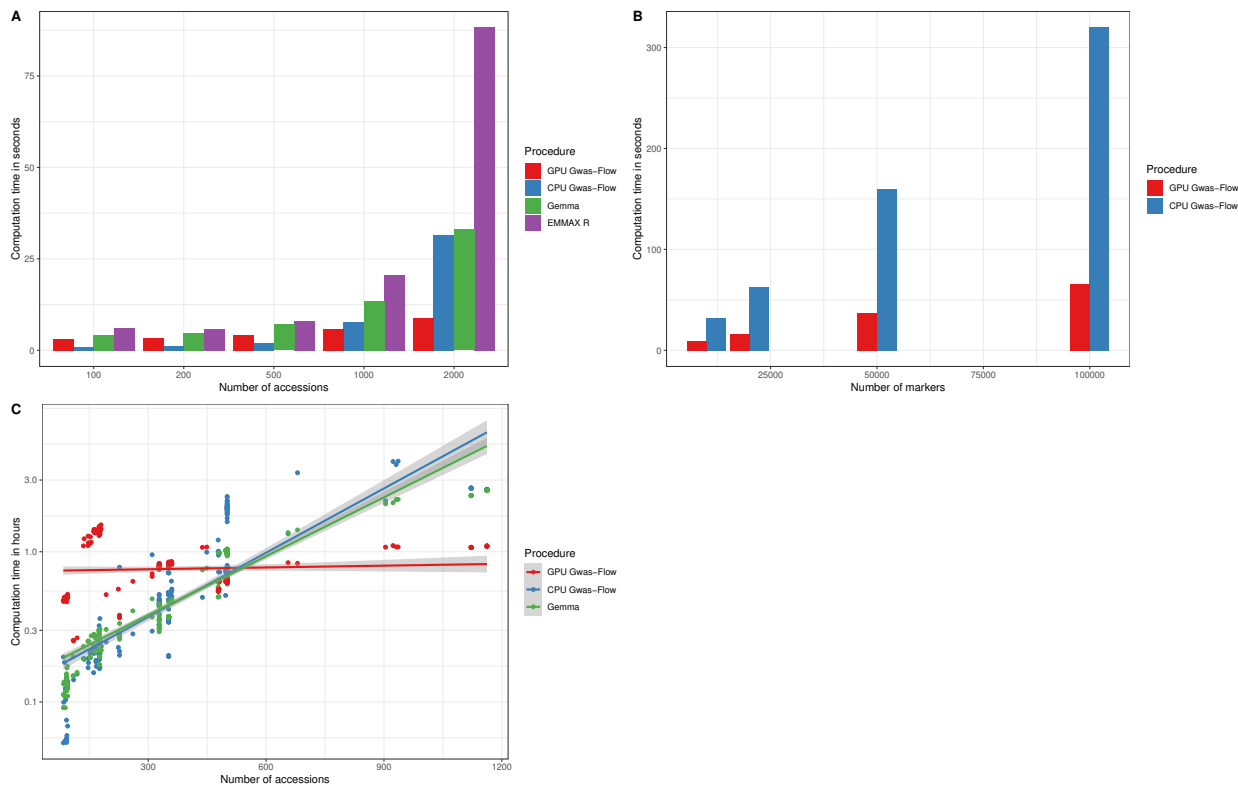 A
Computation time in seconds
75
50
25
0
100 200 500 1000 2000
Number of accessions
Procedure
GPU Gwas−Flow
CPU Gwas−Flow
Gemma
EMMAX R
B
Computation time in seconds
300
200
100
0
25000 50000 75000 100000
Number of markers
Procedure
GPU Gwas−Flow
CPU Gwas−Flow
C
Computation time in hours
3.0
1.0
0.3
0.1
300 600 900 1200
Number of accessions
Procedure
GPU Gwas−Flow
CPU Gwas−Flow
Gemma